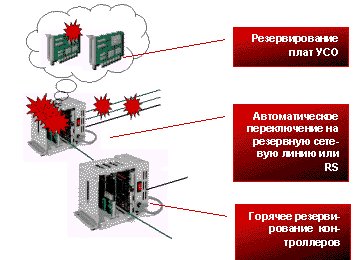 Резервирование
плат УСО
Автоматическое
переключение на
резервную сете-
вую линию или
RS
Горячее резерви-
рование кон-
троллеров